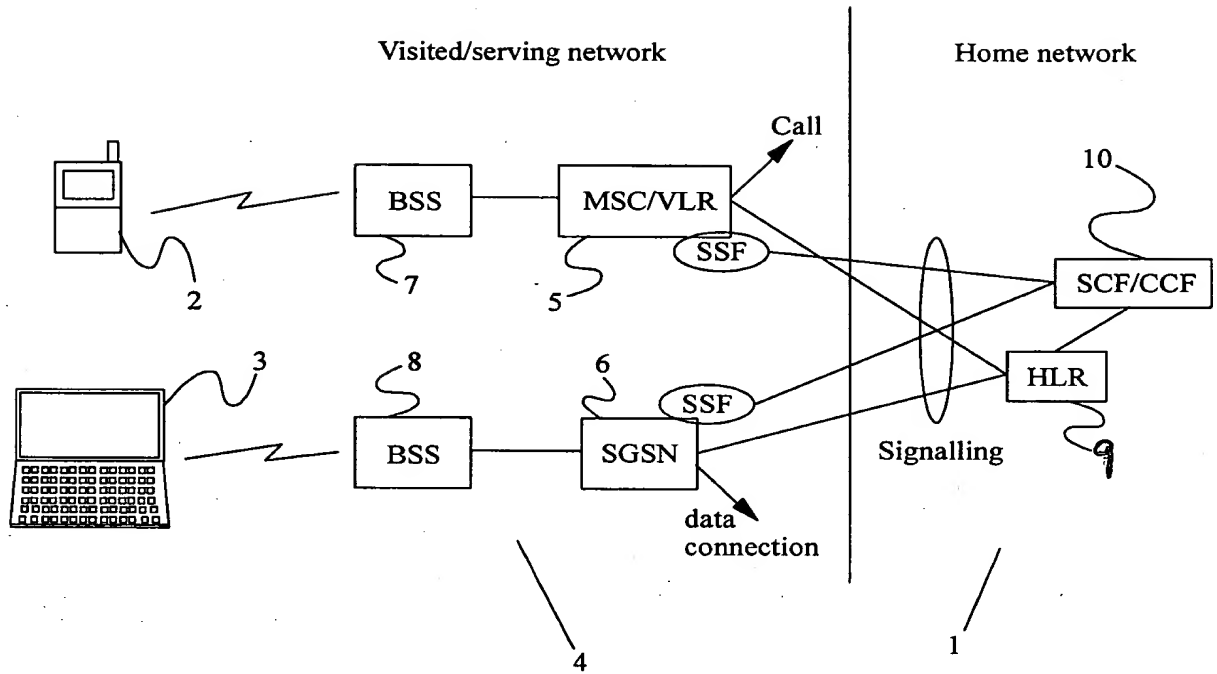 Visited/serving network
Home network
Call
10
BSS
MSC/VLR
SSF
SCF/CCF
2
7
5
3
8
6
HLR
SSF
BSS
SGSN
Signalling
9
data
connection
4
1